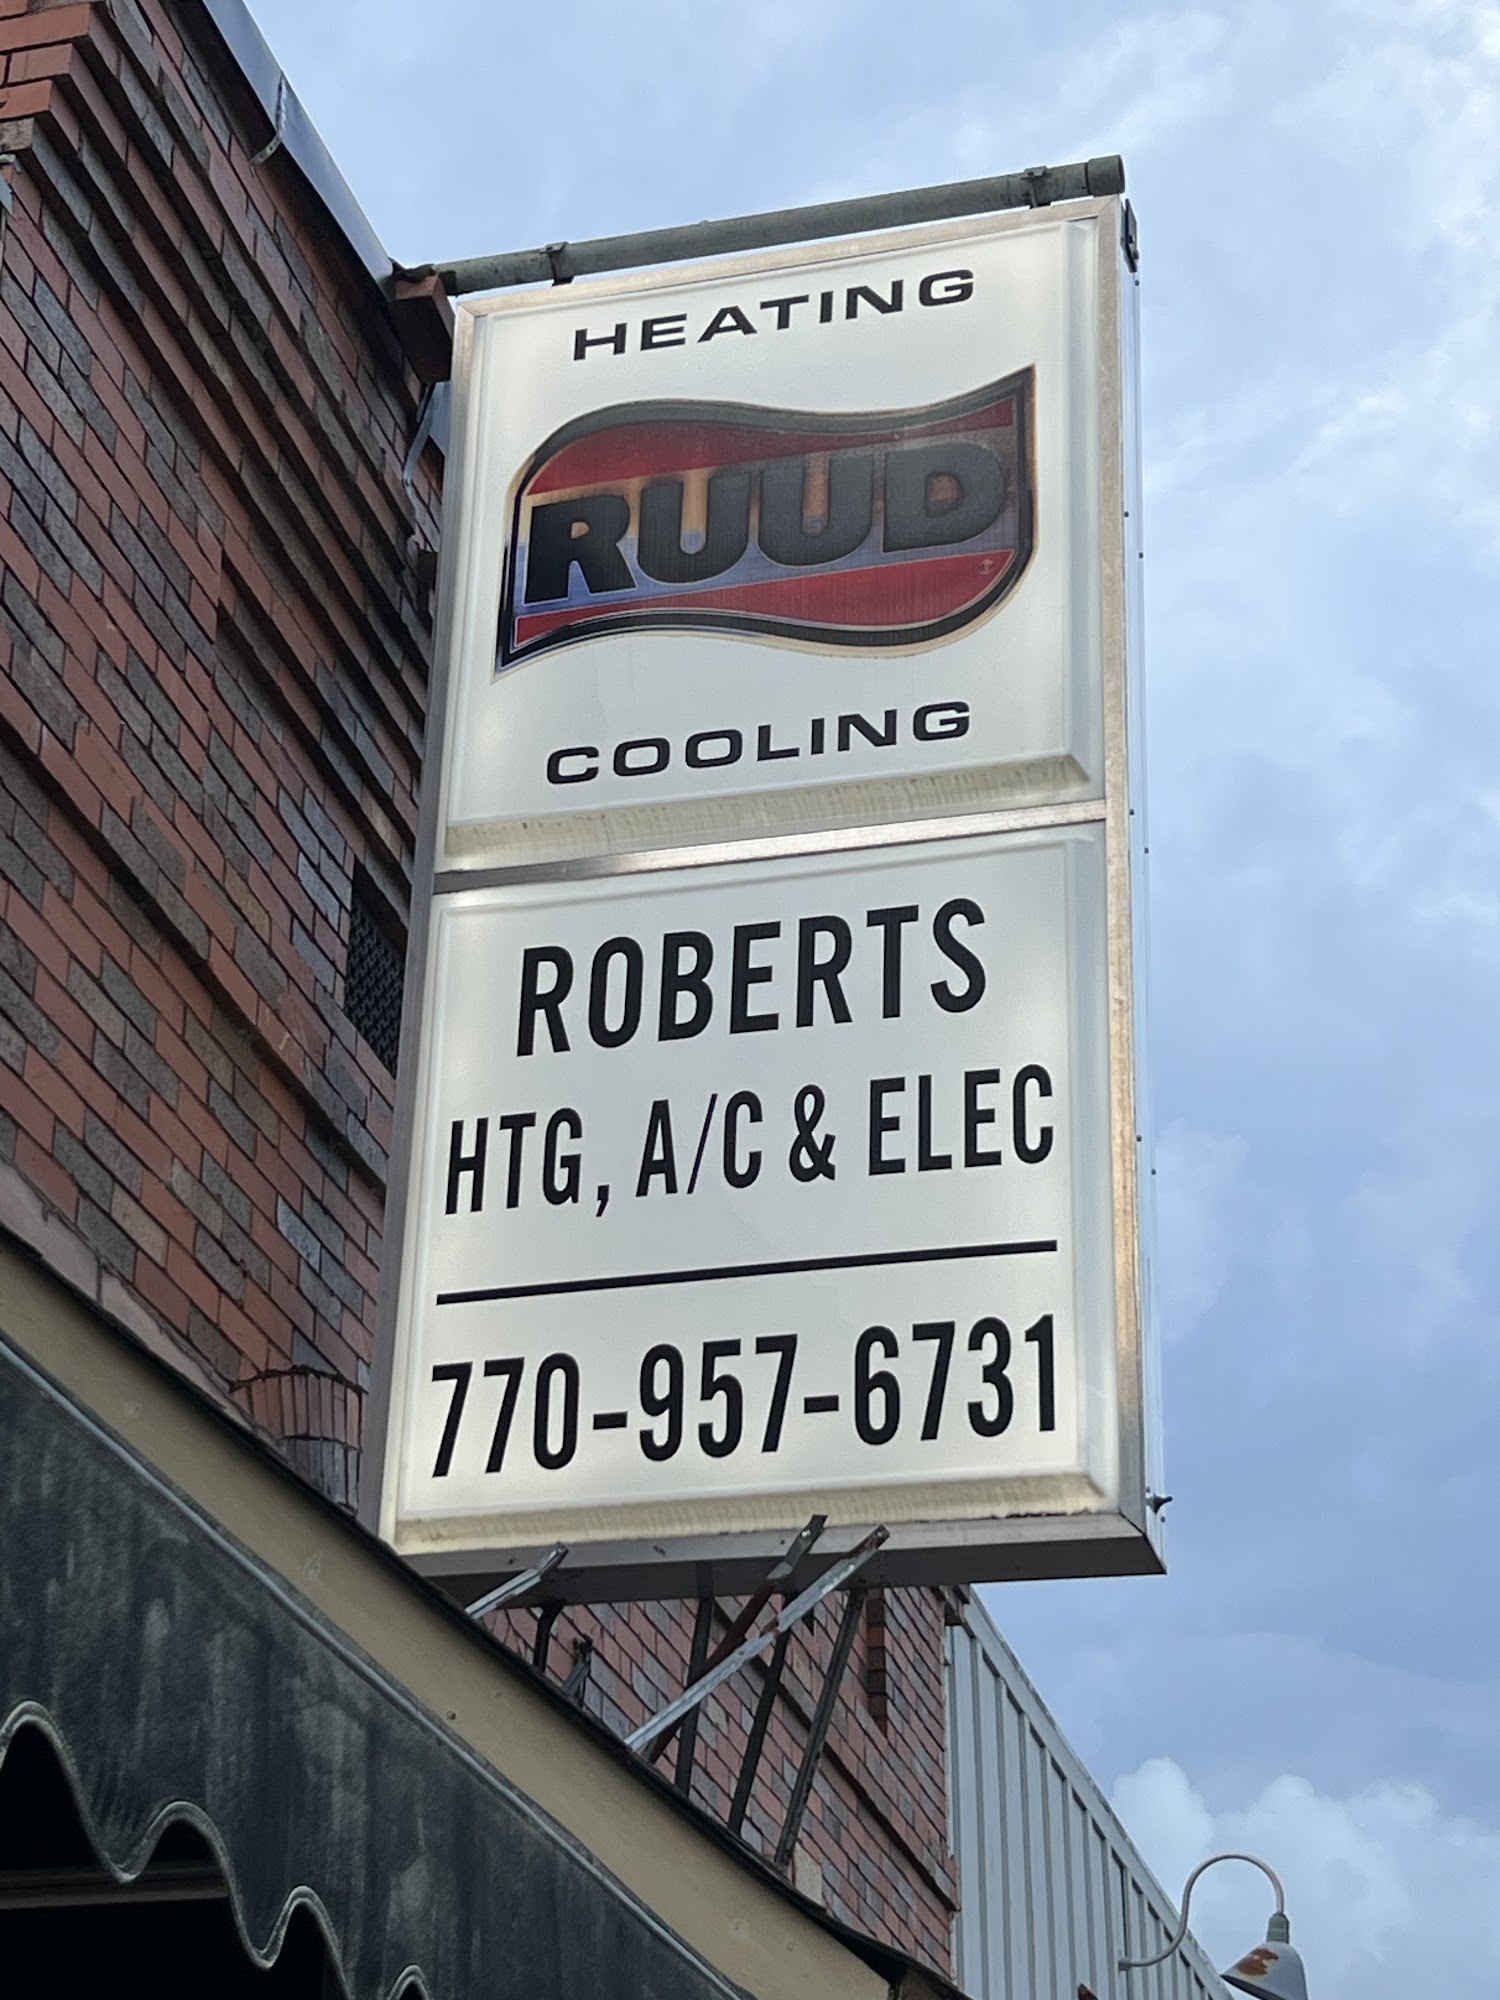 HEATING
RUUD
COOLING
ROBERTS
HTG, A/C & ELEC
770-957-6731